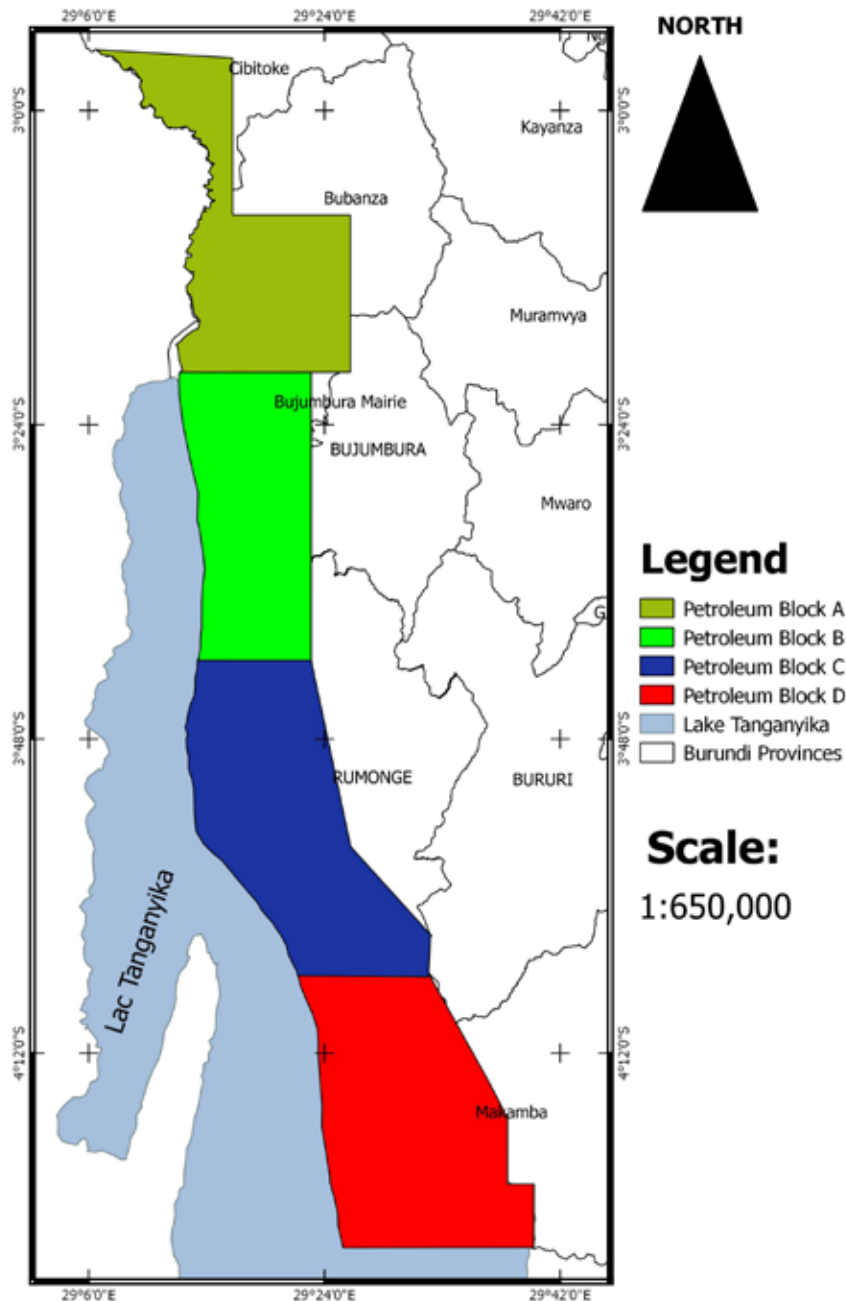 29°6'0"E 29°24'0"E 29°42'0"E
NORTH
Cibitoke
3°0'0"S
3°0'0"S
Kayanza
Bubanza
Muramvya
Bujumbura Mairie
3°24'0"S
3°24'0"S
BUJUMBURA
Mwaro
Legend
Petroleum Block A
Petroleum Block B
Petroleum Block C
Petroleum Block D
Lake Tanganyika
Burundi Provinces
3°48'0"S
3°48'0"S
RUMONGE
BURURI
Scale:
1:650,000
Lac Tanganyika
4°12'0"S
4°12'0"S
Makamba
29°6'0"E 29°24'0"E 29°42'0"E